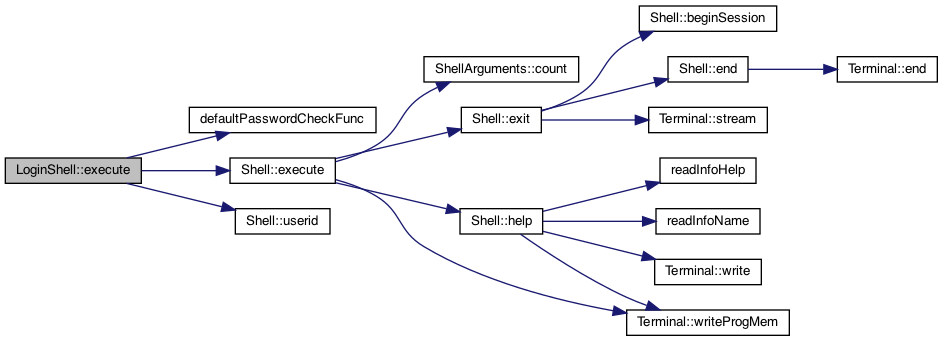 Shell::beginSession
ShellArguments::count
Shell::end
Terminal::end
defaultPasswordCheckFunc
Shell::exit
Terminal::stream
LoginShell::execute
Shell::execute
readInfoHelp
Shell::userid
Shell::help
readInfoName
Terminal::write
Terminal::writeProgMem